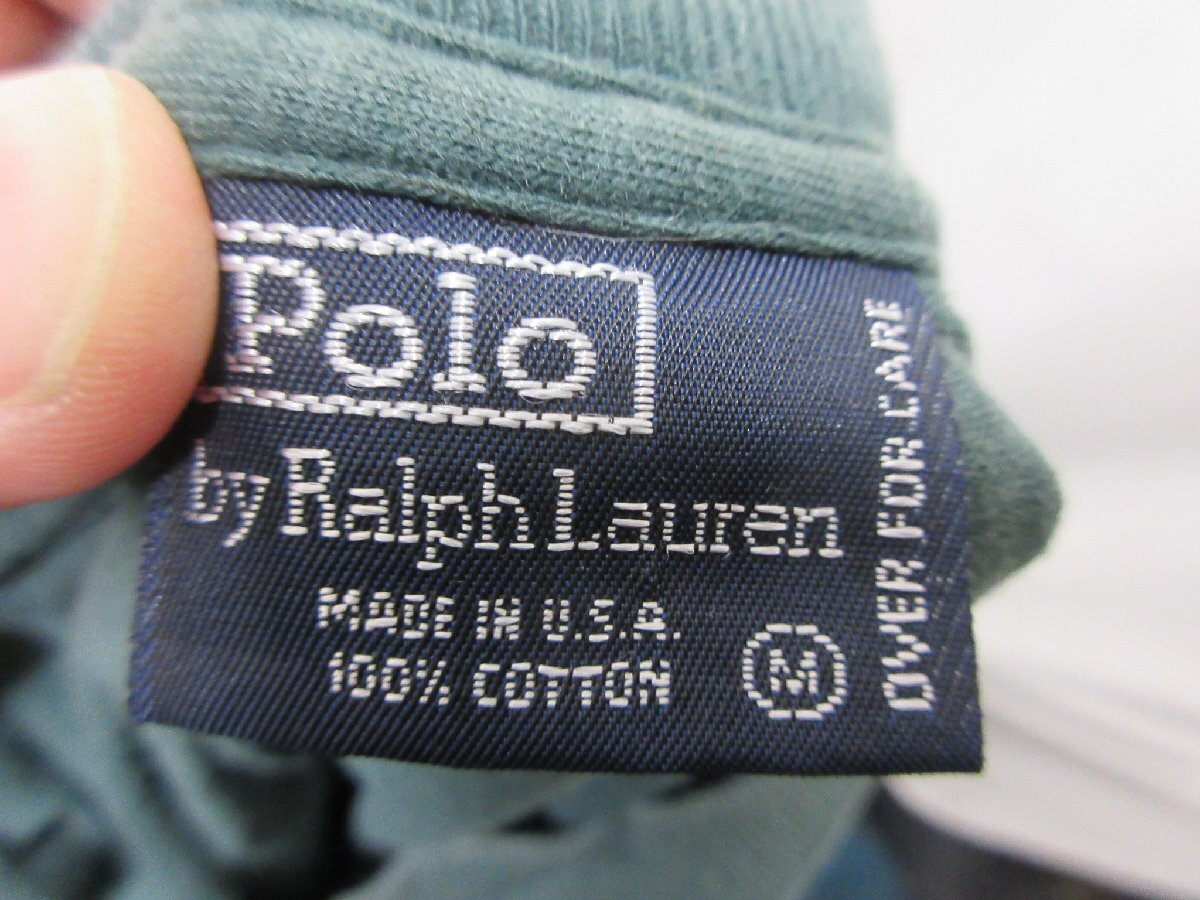 Polo
by Ralph Lauren
MADE IN U.S.A.
100% COTTON
M
OVER FOR CARE